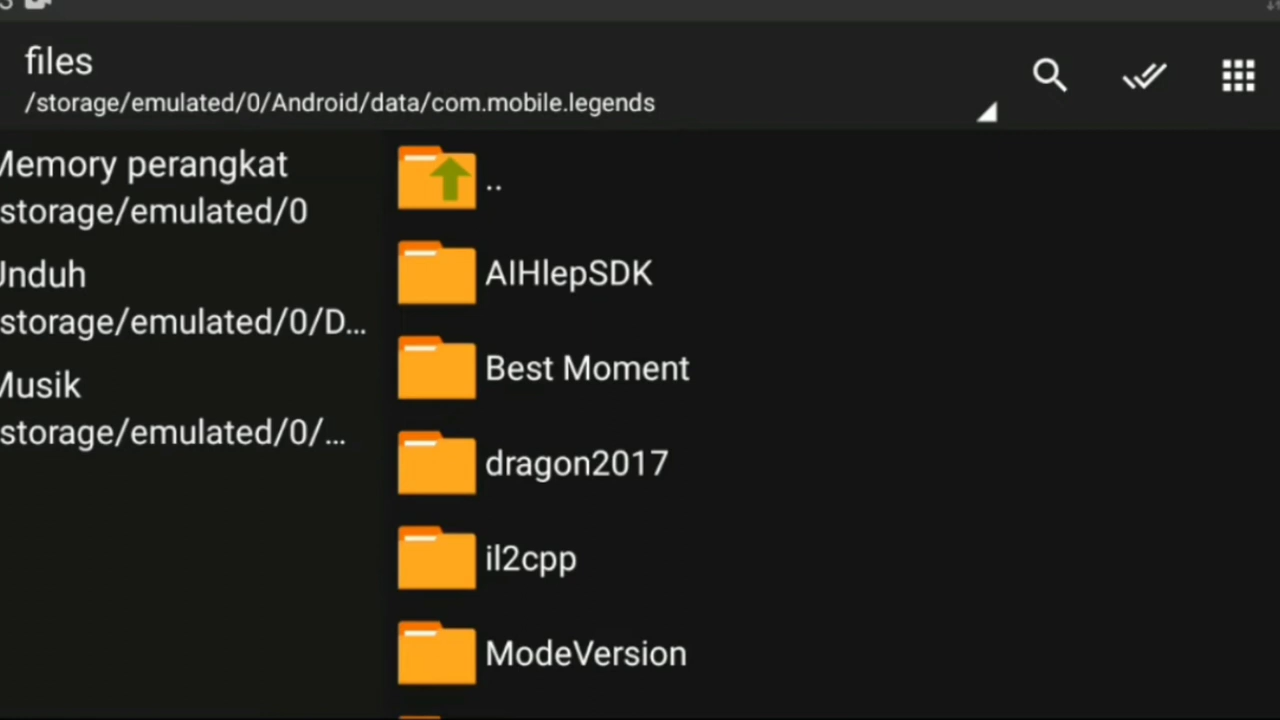 files
/storage/emulated/0/Android/data/com.mobile.legends
Memory perangkat
storage/emulated/0
Unduh
storage/emulated/0/D...
Musik
storage/emulated/0/...
..
AIHlepSDK
Best Moment
dragon2017
il2cpp
ModeVersion